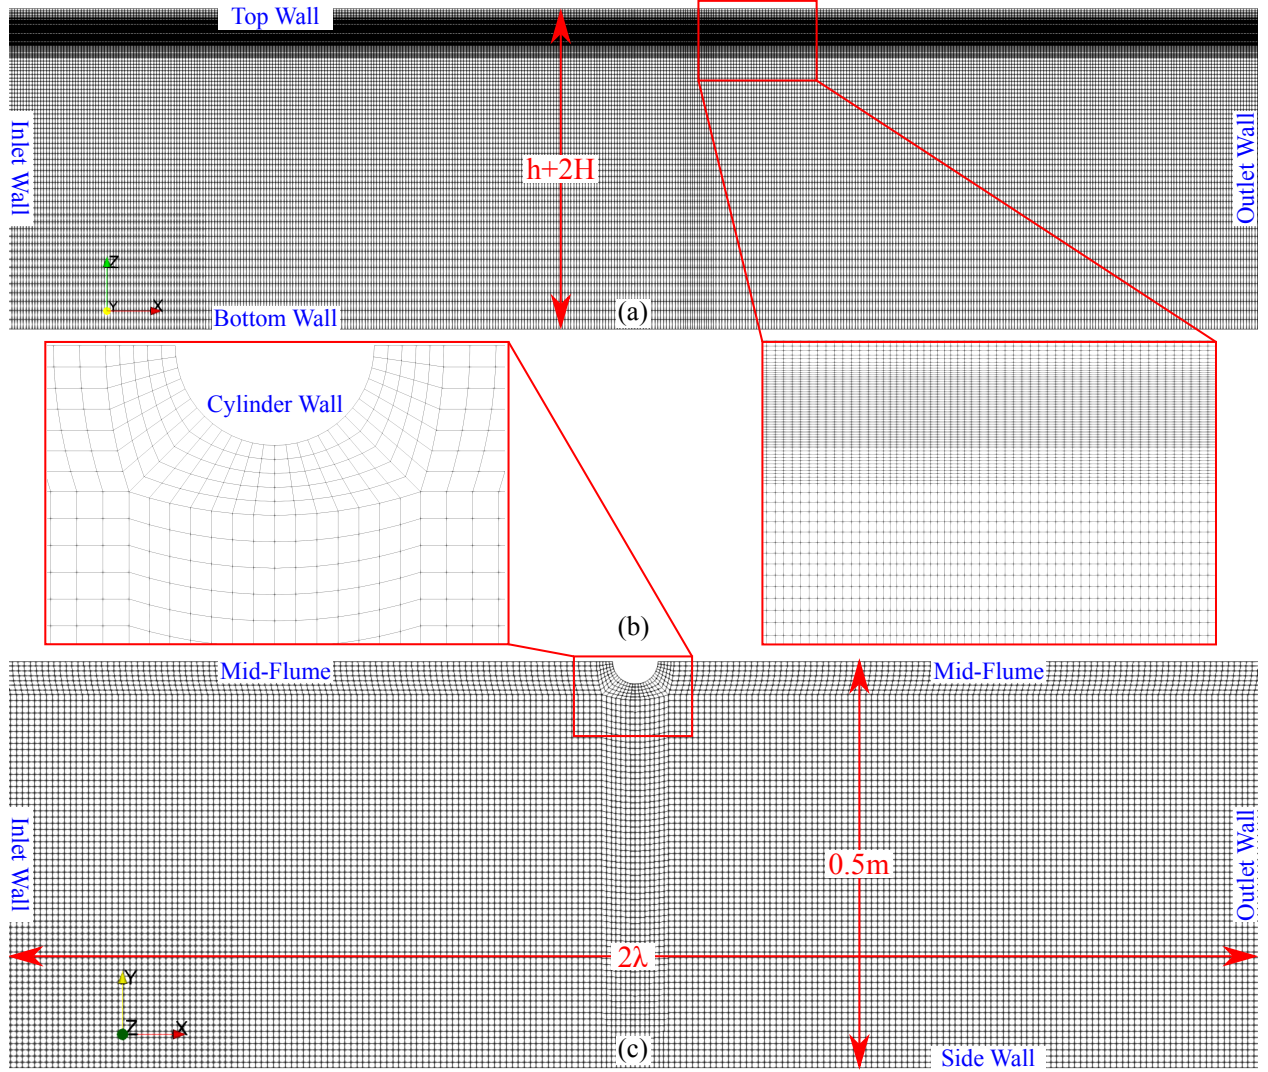 Top Wall
Inlet Wall
h+2H
Outlet Wall
Z
Y
X
Bottom Wall
(a)
Cylinder Wall
(b)
Mid-Flume
Mid-Flume
Inlet Wall
0.5m
Outlet Wall
2λ
Y
Z
X
(c)
Side Wall